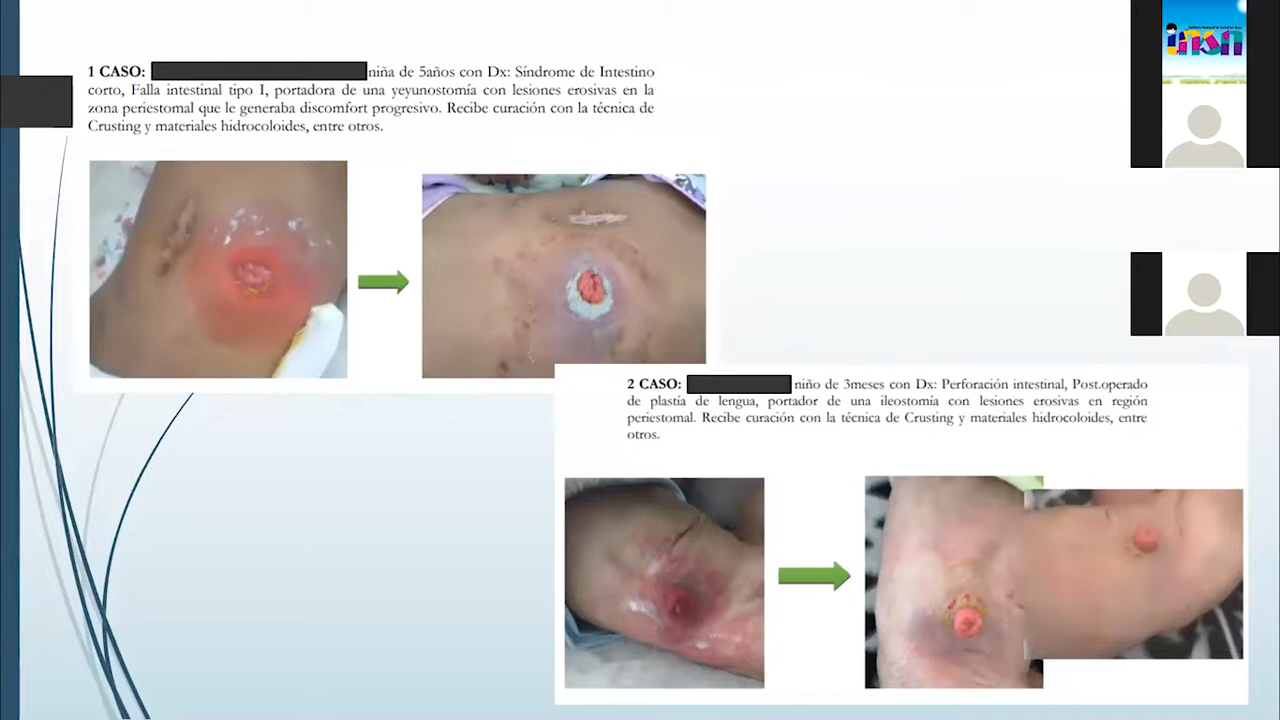 1 CASO: niña de 5años con Dx: Síndrome de Intestino
corto, Falla intestinal tipo I, portadora de una yeyunostomía con lesiones erosivas en la
zona periestomal que le generaba discomfort progresivo. Recibe curación con la técnica de
Crusting y materiales hidrocoloides, entre otros.
2 CASO: niño de 3meses con Dx: Perforación intestinal, Post.operado
de plastía de lengua, portador de una ileostomía con lesiones erosivas en región
periestomal. Recibe curación con la técnica de Crusting y materiales hidrocoloides, entre
otros.